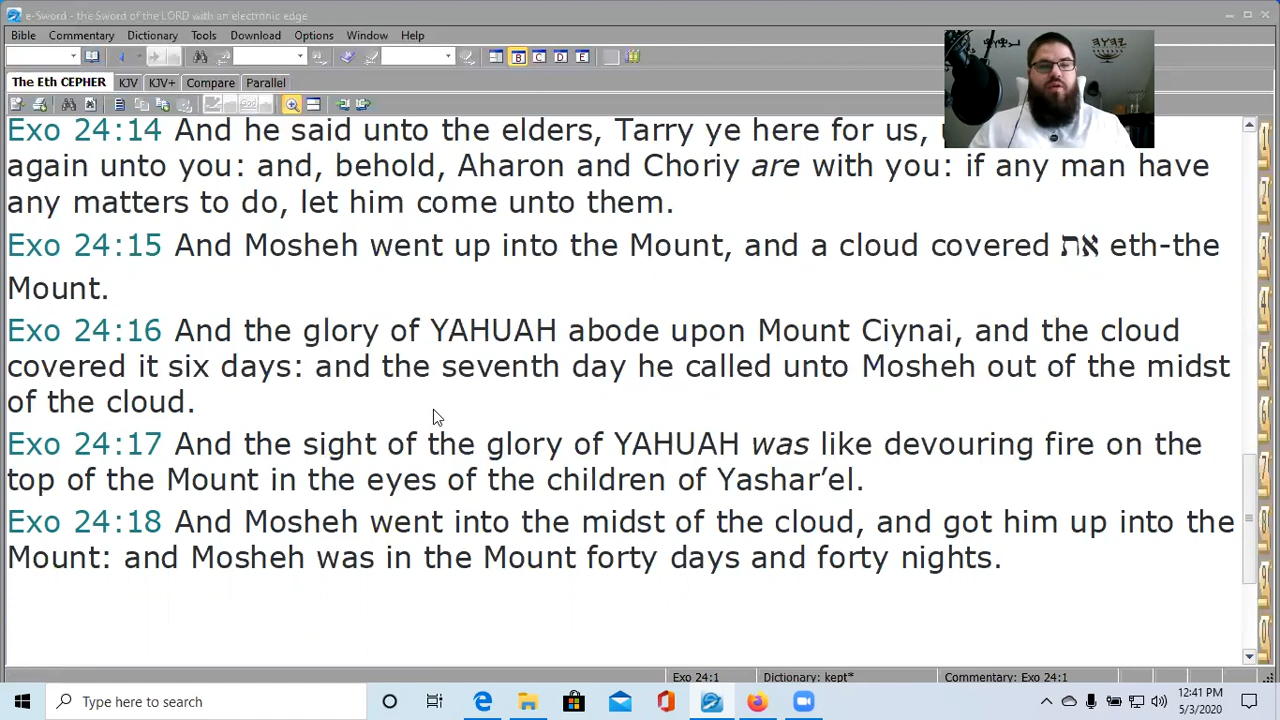 e-Sword - the Sword of the LORD with an electronic edge
Bible Commentary Dictionary Tools Download Options Window Help
B C D E
The Eth CEPHER KJV KJV+ Compare Parallel
Exo 24:14 And he said unto the elders, Tarry ye here for us,
again unto you: and, behold, Aharon and Choriy are with you: if any man have
any matters to do, let him come unto them.
Exo 24:15 And Mosheh went up into the Mount, and a cloud covered את eth-the
Mount.
Exo 24:16 And the glory of YAHUAH abode upon Mount Ciynai, and the cloud
covered it six days: and the seventh day he called unto Mosheh out of the midst
of the cloud.
Exo 24:17 And the sight of the glory of YAHUAH was like devouring fire on the
top of the Mount in the eyes of the children of Yashar’el.
Exo 24:18 And Mosheh went into the midst of the cloud, and got him up into the
Mount: and Mosheh was in the Mount forty days and forty nights.
Exo 24:1 Dictionary: kept* Commentary: Exo 24:1
Type here to search
12:41 PM
5/3/2020